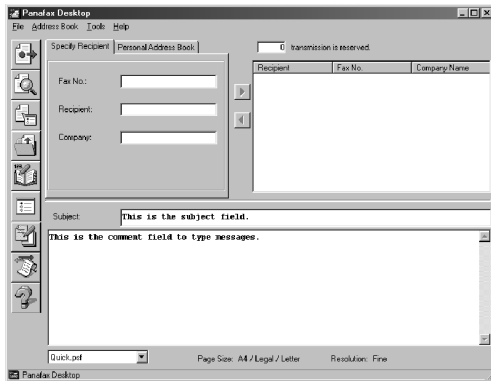 Panafax Desktop
File Address Book Tools Help
Specify Recipient Personal Address Book
0 transmission is reserved.
Recipient Fax No. Company Name
Fax No.:
Recipient:
Company:
Subject: This is the subject field.
This is the comment field to type messages.
Quick.psf Page Size: A4 / Legal / Letter Resolution: Fine
Panafax Desktop